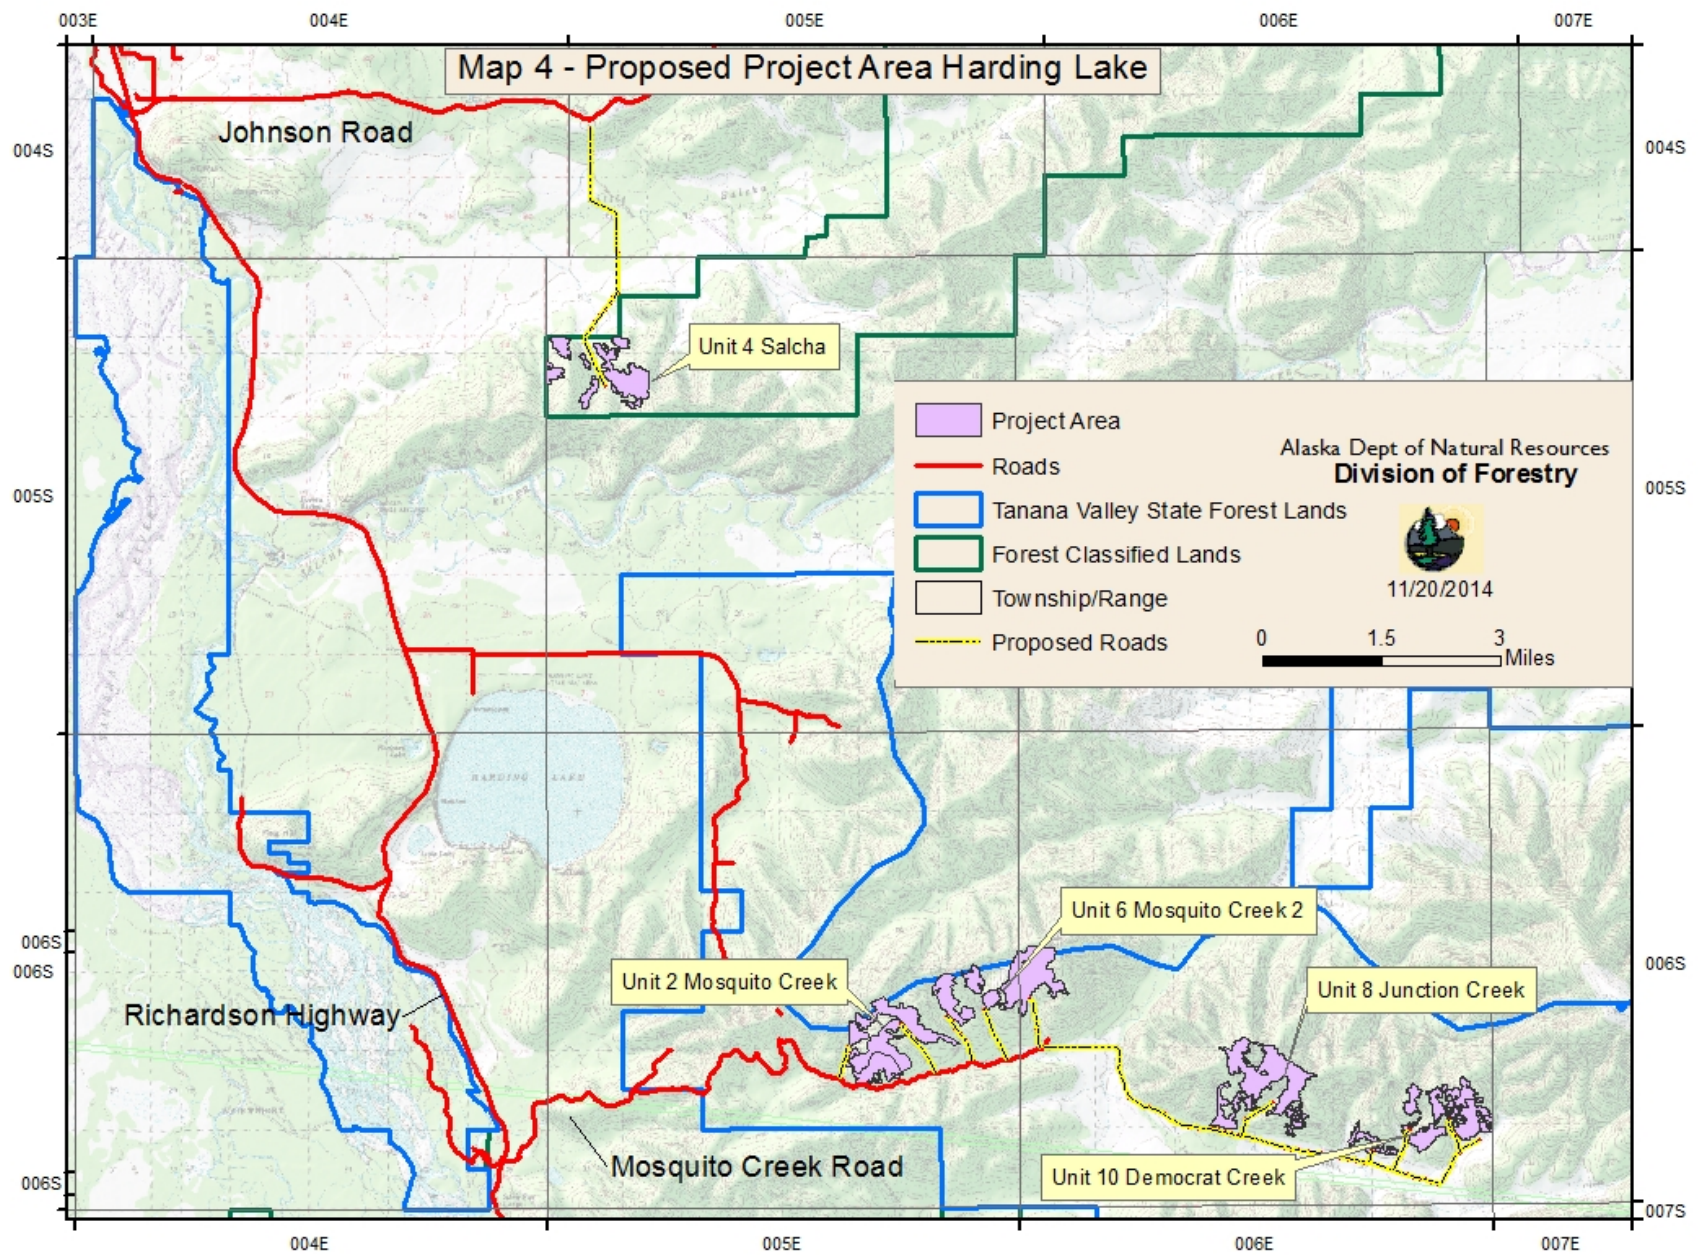 003E 004E 005E 006E 007E
Map 4 - Proposed Project Area Harding Lake
Johnson Road
004S
004S
Unit 4 Salcha
Project Area
Roads
Tanana Valley State Forest Lands
Forest Classified Lands
Township/Range
Proposed Roads
Alaska Dept of Natural Resources
Division of Forestry
11/20/2014
0 1.5 3
Miles
005S
005S
HARDING LAKE
Unit 6 Mosquito Creek 2
006S
006S
006S
Unit 2 Mosquito Creek
Unit 8 Junction Creek
Richardson Highway
Mosquito Creek Road
Unit 10 Democrat Creek
006S
007S
004E 005E 006E 007E